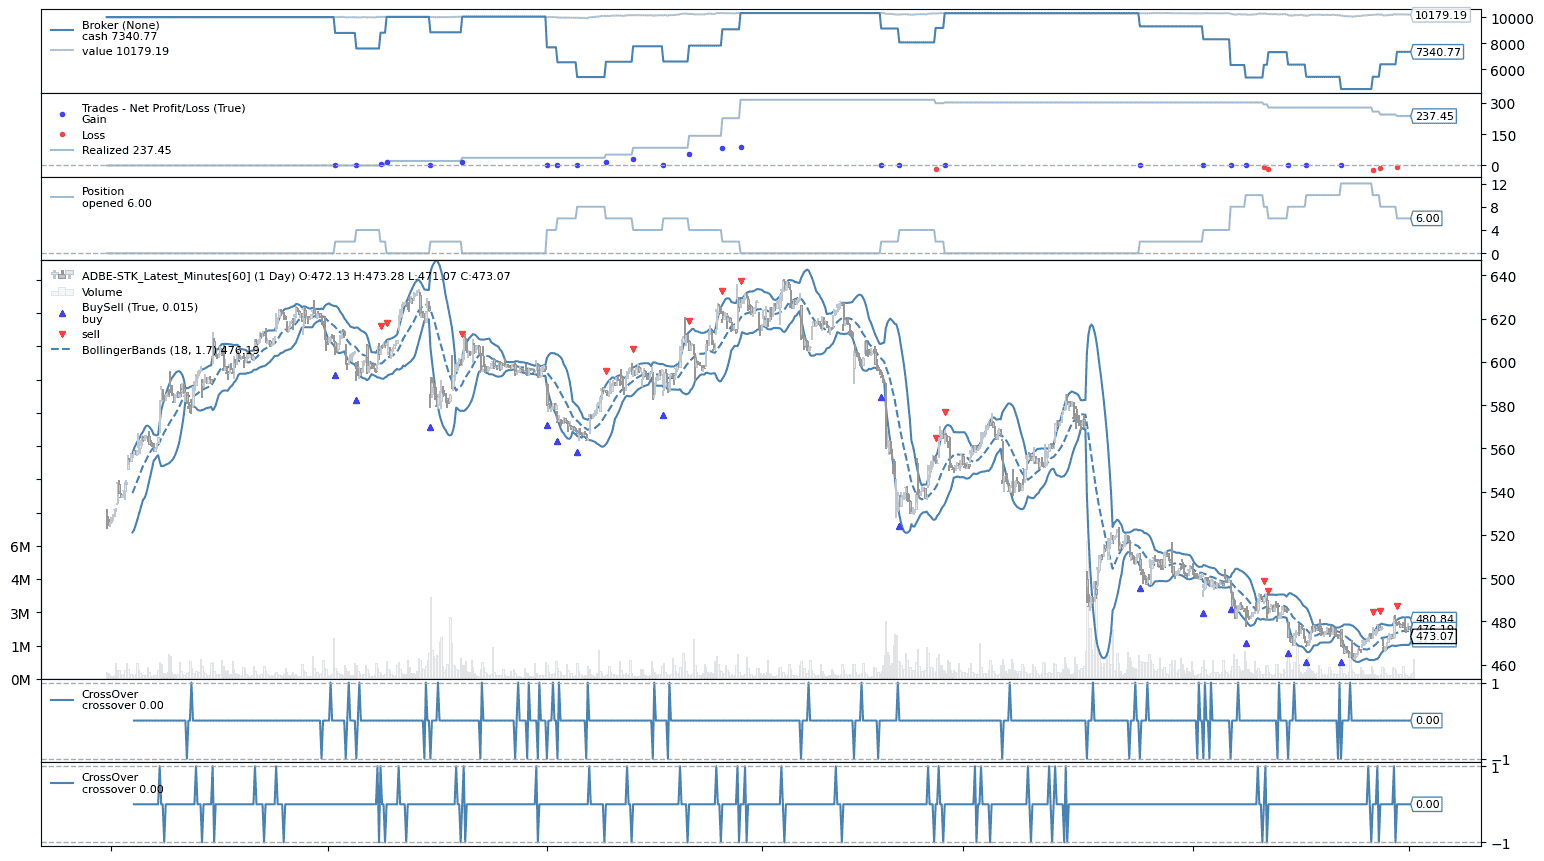 Broker (None)
cash 7340.77
value 10179.19
10179.19
7340.77
10000
8000
6000
Trades - Net Profit/Loss (True)
Gain
Loss
Realized 237.45
237.45
300
150
0
Position
opened 6.00
6.00
12
8
4
0
ADBE-STK_Latest_Minutes[60] (1 Day) O:472.13 H:473.28 L:471.07 C:473.07
Volume
BuySell (True, 0.015)
buy
sell
BollingerBands (18, 1.7) 476.19
640
620
600
580
560
540
520
500
480
460
6M
4M
3M
1M
0M
480.84
476.19
473.07
CrossOver
crossover 0.00
0.00
1
−1
CrossOver
crossover 0.00
0.00
1
−1